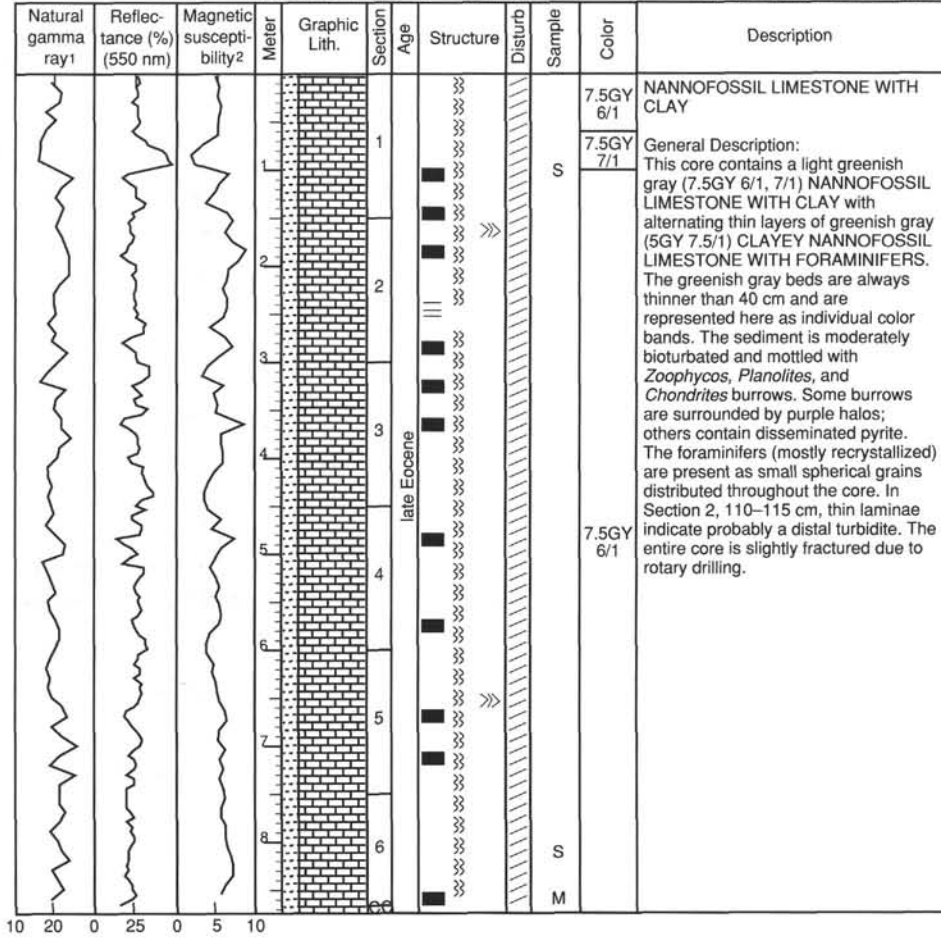 Natural gamma ray1
Reflec-tance (%) (550 nm)
Magnetic suscepti-bility2
Meter
Graphic Lith.
Section
Age
Structure
Disturb
Sample
Color
Description
7.5GY
6/1
7.5GY
7/1
7.5GY
6/1
1
2
3
4
5
6
7
8
1
2
3
4
5
6
CC
late Eocene
S
S
M
NANNOFOSSIL LIMESTONE WITH
CLAY
General Description:
This core contains a light greenish
gray (7.5GY 6/1, 7/1) NANNOFOSSIL
LIMESTONE WITH CLAY with
alternating thin layers of greenish gray
(5GY 7.5/1) CLAYEY NANNOFOSSIL
LIMESTONE WITH FORAMINIFERS.
The greenish gray beds are always
thinner than 40 cm and are
represented here as individual color
bands. The sediment is moderately
bioturbated and mottled with
Zoophycos, Planolites, and
Chondrites burrows. Some burrows
are surrounded by purple halos;
others contain disseminated pyrite.
The foraminifers (mostly recrystallized)
are present as small spherical grains
distributed throughout the core. In
Section 2, 110–115 cm, thin laminae
indicate probably a distal turbidite. The
entire core is slightly fractured due to
rotary drilling.
10 20 0 25 0 5 10